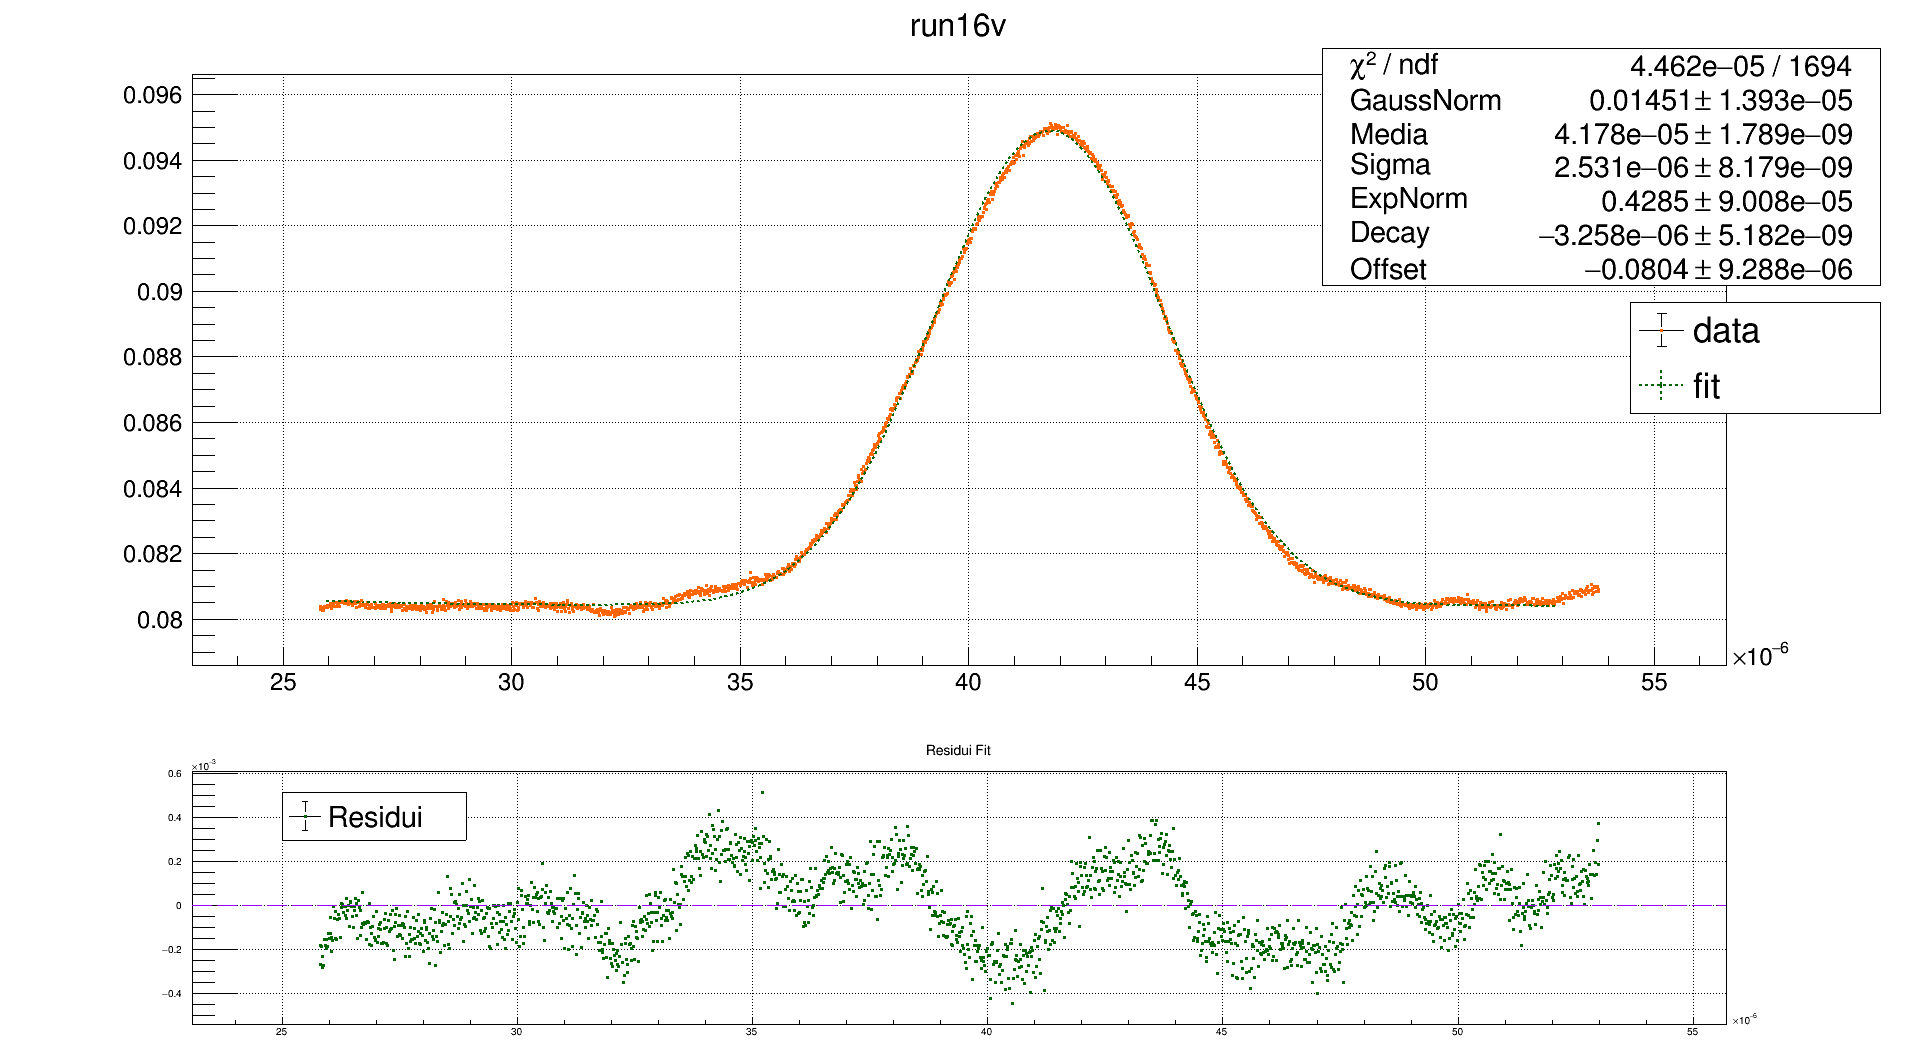 run16v
χ² / ndf 4.462e−05 / 1694
GaussNorm 0.01451 ± 1.393e−05
Media 4.178e−05 ± 1.789e−09
Sigma 2.531e−06 ± 8.179e−09
ExpNorm 0.4285 ± 9.008e−05
Decay −3.258e−06 ± 5.182e−09
Offset −0.0804 ± 9.288e−06
data
fit
0.096
0.094
0.092
0.09
0.088
0.086
0.084
0.082
0.08
25 30 35 40 45 50 55
×10⁻⁶
Residui Fit
×10⁻³
Residui
0.6
0.4
0.2
0
−0.2
−0.4
25 30 35 40 45 50 55
×10⁻⁶